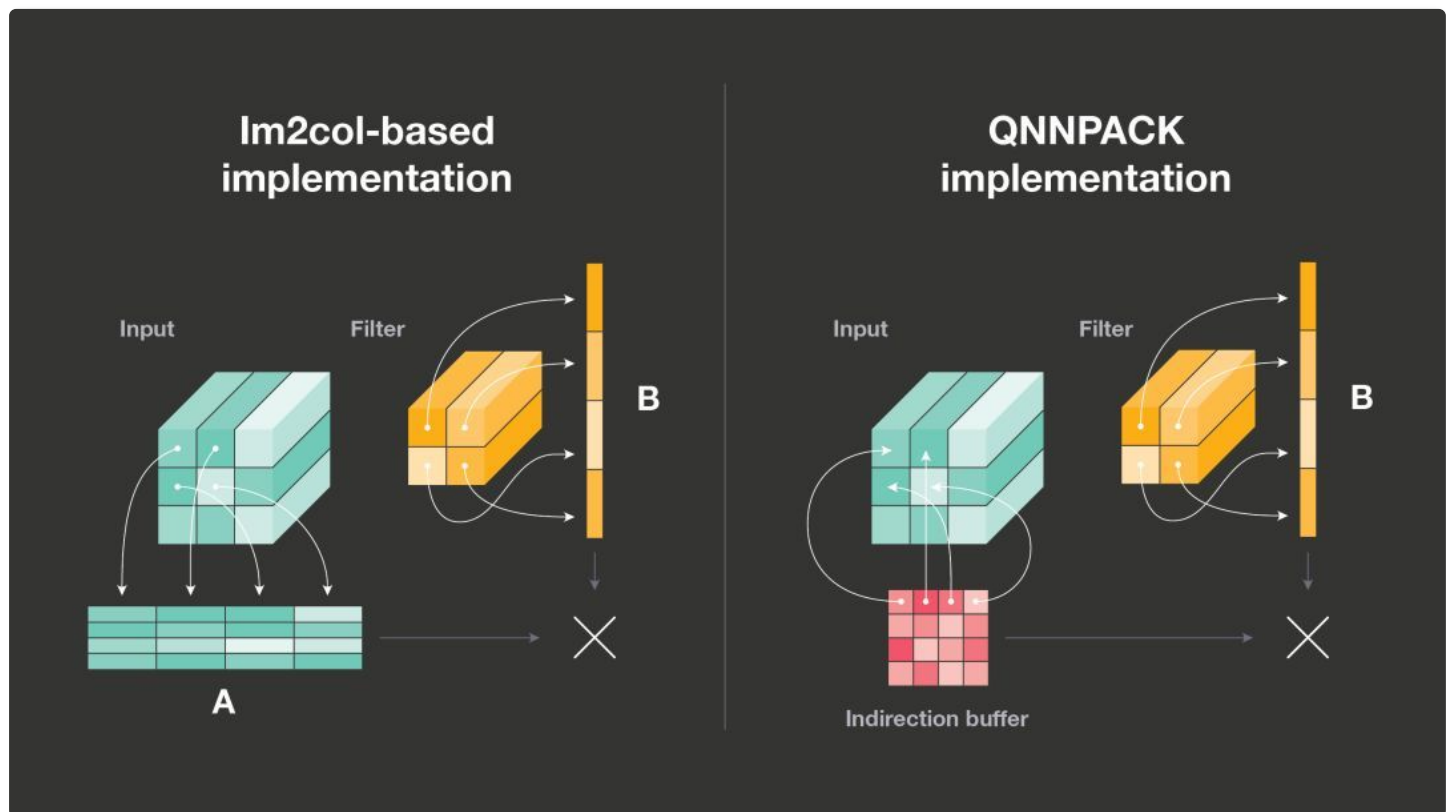 Im2col-based
implementation
Input
Filter
B
A
QNNPACK
implementation
Input
Filter
B
Indirection buffer